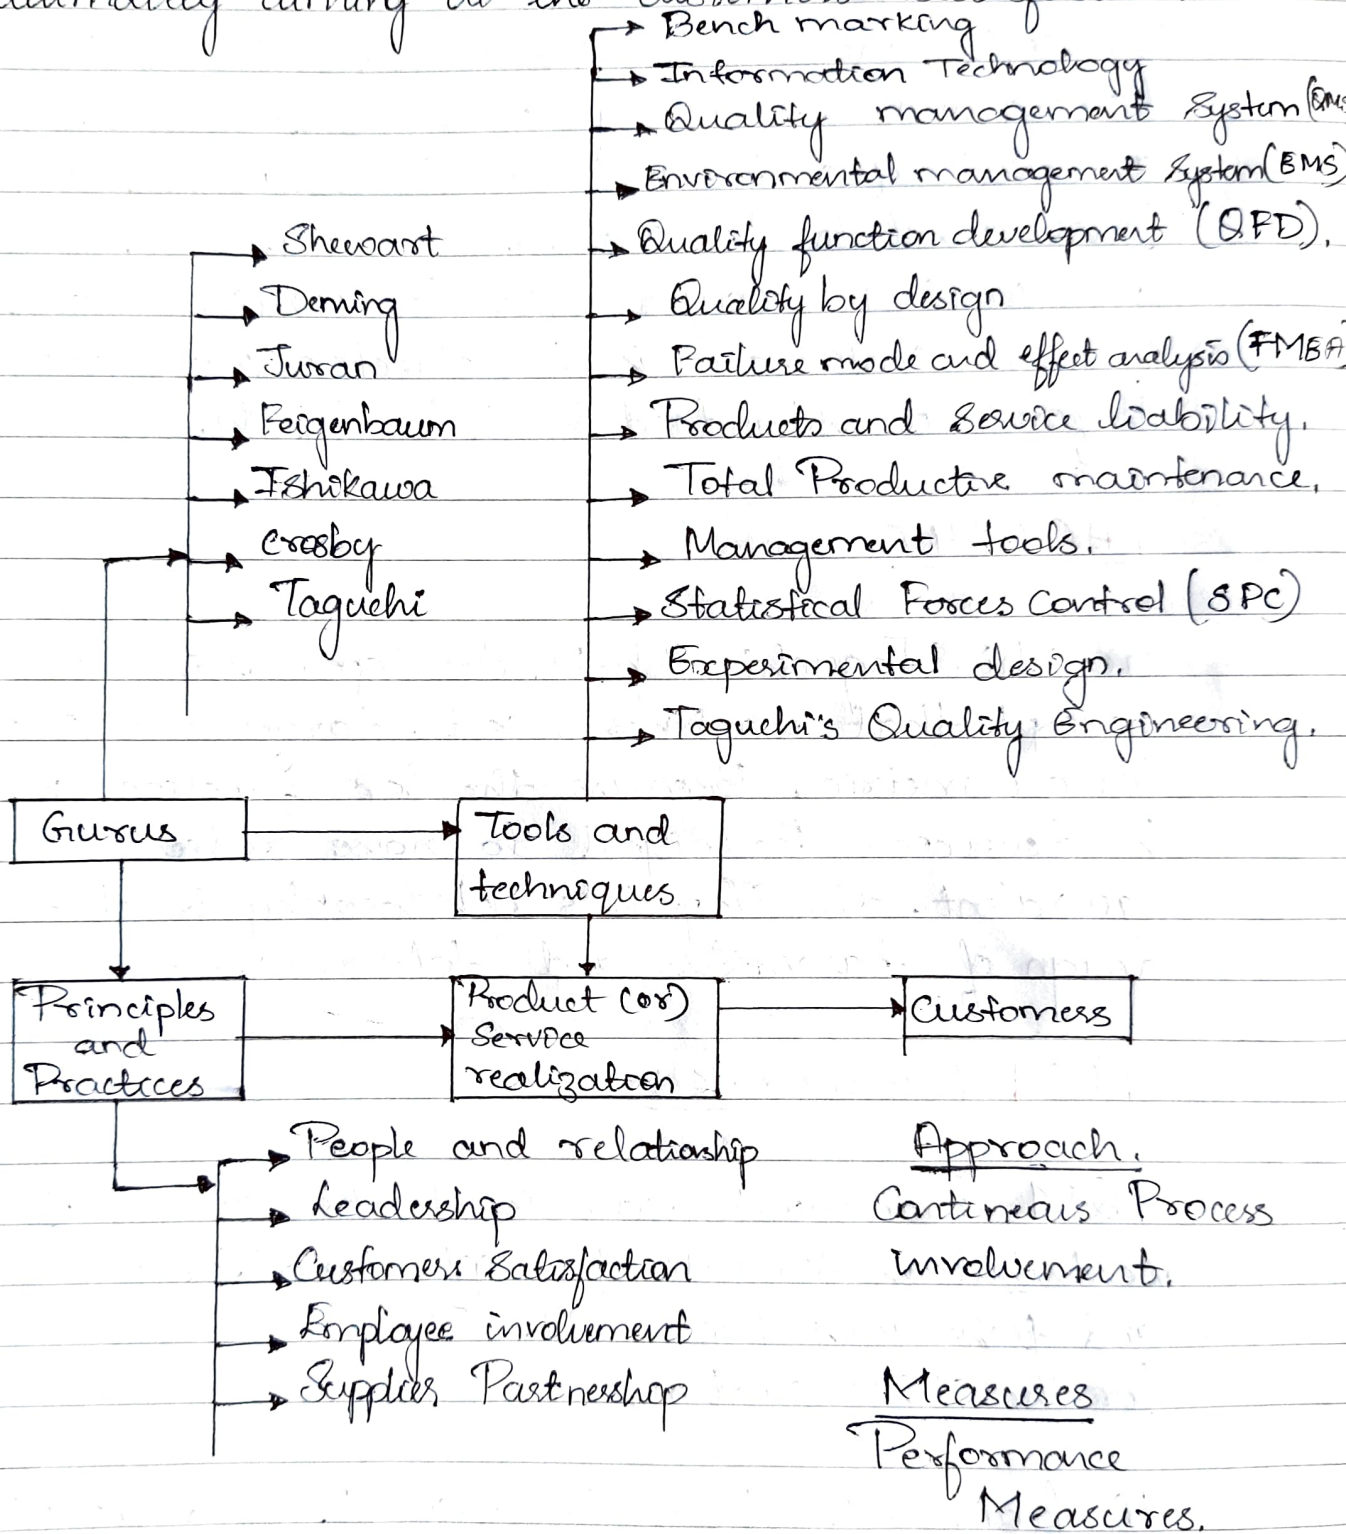 Bench marking
Information Technology
Quality management System (QMS
Environmental management System (EMS)
Quality function development (QFD).
Quality by design
Failure mode and effect analysis (FMEA
Products and Service liability.
Total Productive maintenance.
Management tools.
Statistical Forces Control (SPC)
Experimental design.
Taguchi's Quality Engineering.
Shewart
Deming
Juran
Feigenbaum
Ishikawa
crosby
Taguchi
Gurus
Tools and
techniques
Principles
and
Practices
Product (or)
Service
realization
Customers
People and relationship
Leadership
Customers Satisfaction
Employee involvement
Supplier Partnership
Approach.
Contineous Process
involvement.
Measures
Performance
Measures.